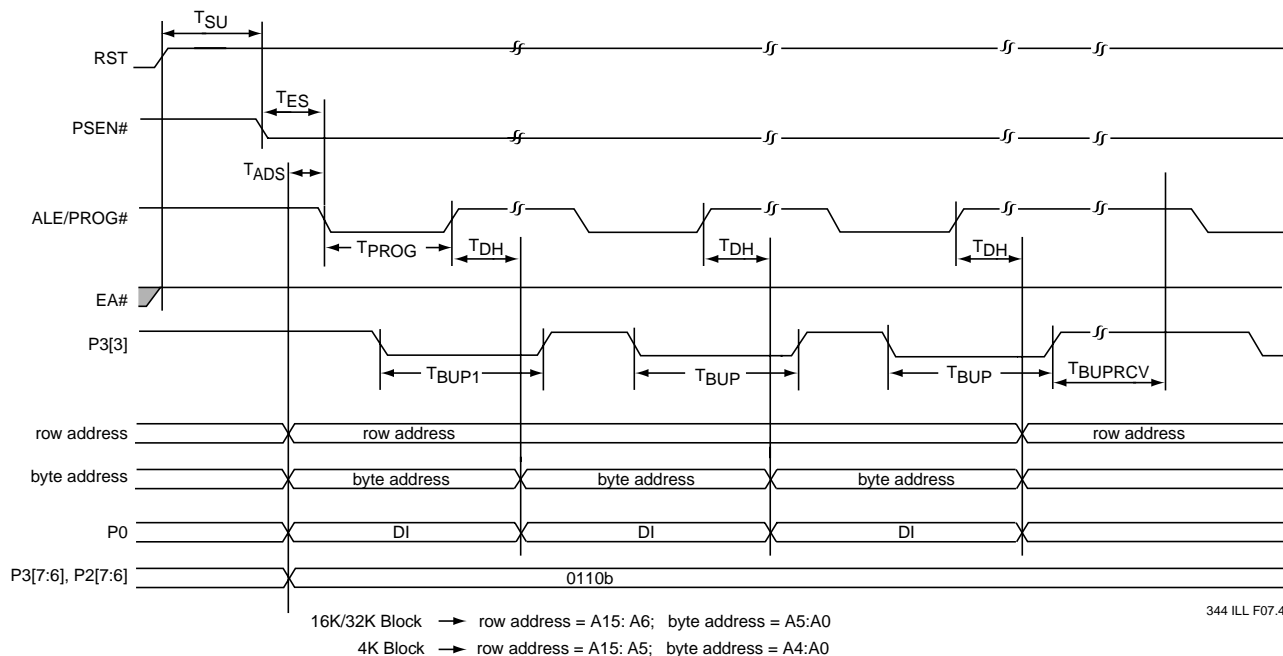 TSU
RST
TES
PSEN#
TADS
ALE/PROG#
TPROG
TDH
TDH
TDH
EA#
P3[3]
TBUP1
TBUP
TBUP
TBUPRCV
row address
row address
row address
byte address
byte address
byte address
byte address
P0
DI
DI
DI
P3[7:6], P2[7:6]
0110b
344 ILL F07.4
16K/32K Block → row address = A15: A6; byte address = A5:A0
4K Block → row address = A15: A5; byte address = A4:A0